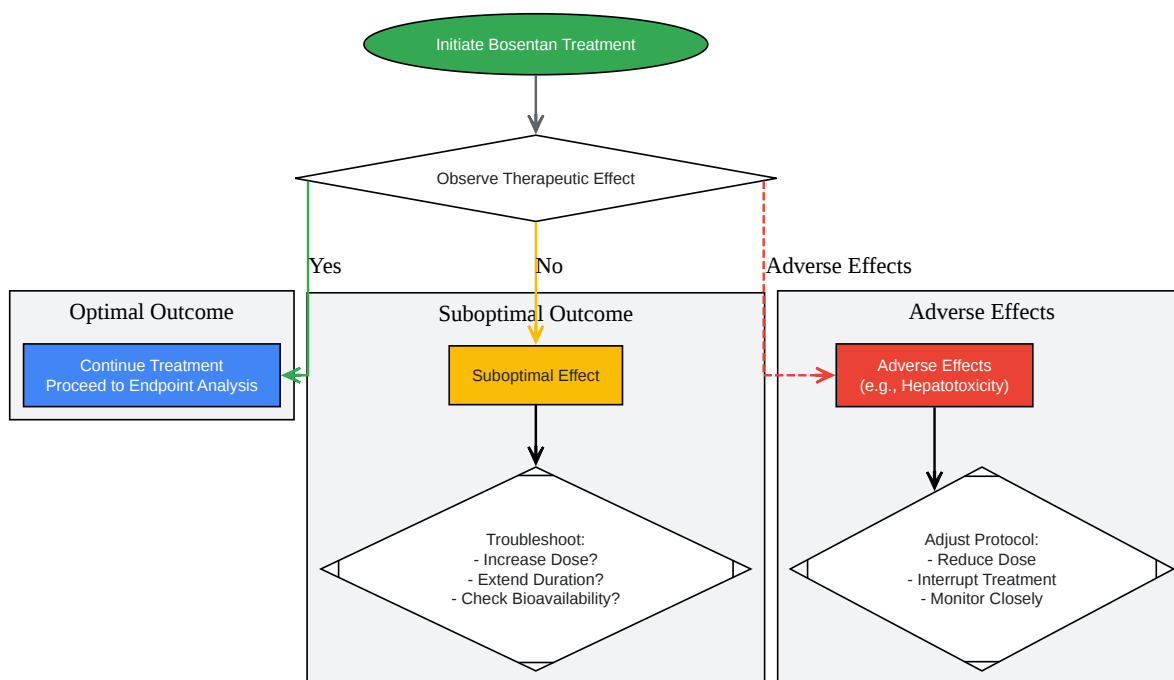 Initiate Bosentan Treatment
Observe Therapeutic Effect
Yes
No
Adverse Effects
Optimal Outcome
Continue Treatment
Proceed to Endpoint Analysis
Suboptimal Outcome
Suboptimal Effect
Troubleshoot:
- Increase Dose?
- Extend Duration?
- Check Bioavailability?
Adverse Effects
Adverse Effects
(e.g., Hepatotoxicity)
Adjust Protocol:
- Reduce Dose
- Interrupt Treatment
- Monitor Closely